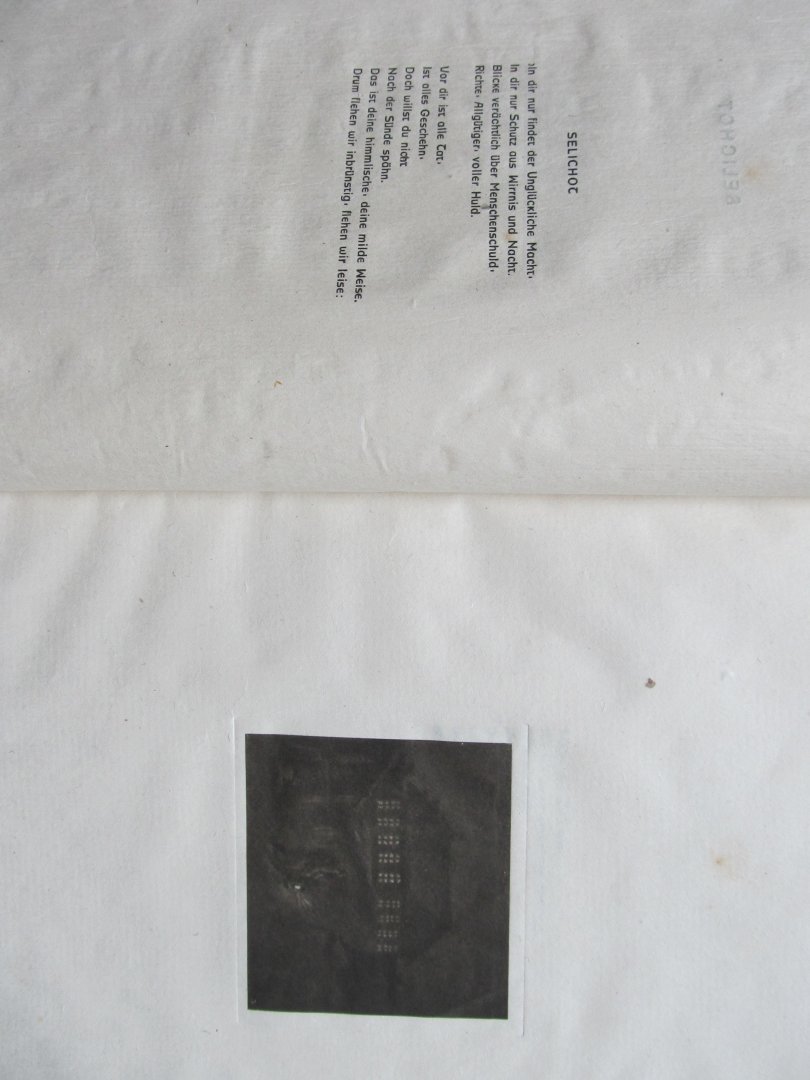 SELICHOT
In dir nur findet der Unglückliche Macht,
In dir nur Schutz aus Wirrnis und Nacht.
Blicke verächtlich über Menschenschuld,
Richte, Allgütiger, voller Huld.
Vor dir ist alle Tat,
Ist alles Geschehn,
Doch willst du nicht
Nach der Sünde spähn.
Das ist deine himmlische, deine milde Weise,
Drum flehen wir inbrünstig, flehen wir leise:
SELICHOT